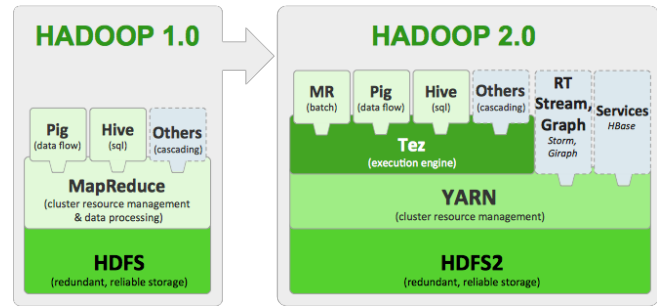 HADOOP 1.0
Pig
(data flow)
Hive
(sql)
Others
(cascading)
MapReduce
(cluster resource management
& data processing)
HDFS
(redundant, reliable storage)
HADOOP 2.0
MR
(batch)
Pig
(data flow)
Hive
(sql)
Others
(cascading)
RT
Stream,
Graph
Storm,
Giraph
Services
HBase
Tez
(execution engine)
YARN
(cluster resource management)
HDFS2
(redundant, reliable storage)